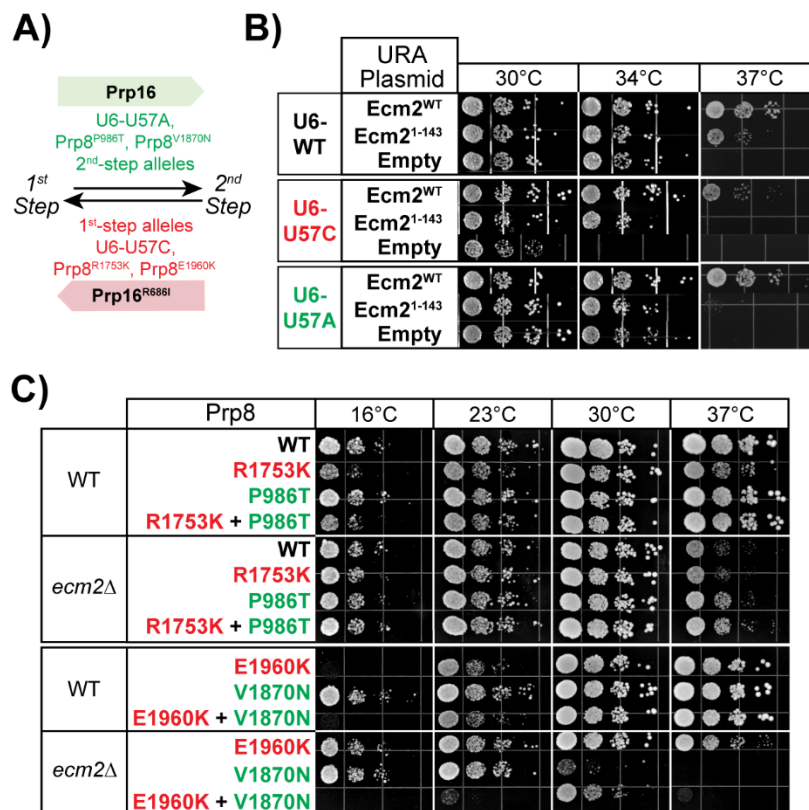 A)
Prp16
U6-U57A,
Prp8P986T, Prp8V1870N
2nd-step alleles
1st Step
2nd Step
1st-step alleles
U6-U57C,
Prp8R1753K, Prp8E1960K
Prp16R686I
B)
URA Plasmid
30°C
34°C
37°C
U6-WT
Ecm2WT
Ecm21-143
Empty
U6-U57C
Ecm2WT
Ecm21-143
Empty
U6-U57A
Ecm2WT
Ecm21-143
Empty
C)
Prp8
16°C
23°C
30°C
37°C
WT
WT
R1753K
P986T
R1753K + P986T
ecm2Δ
WT
R1753K
P986T
R1753K + P986T
WT
E1960K
V1870N
E1960K + V1870N
ecm2Δ
E1960K
V1870N
E1960K + V1870N